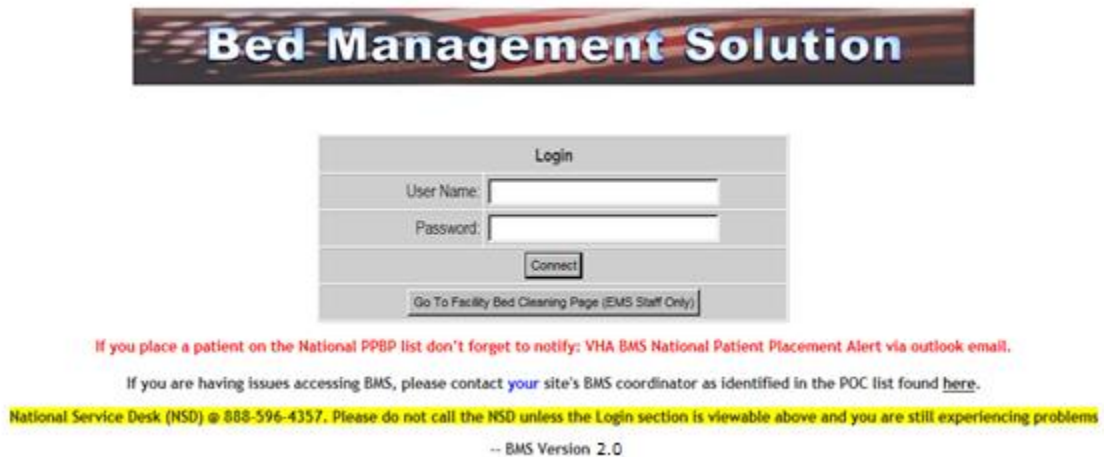 Bed Management Solution
Login
User Name:
Password:
Connect
Go To Facility Bed Cleaning Page (EMS Staff Only)
If you place a patient on the National PPBP list don't forget to notify: VHA BMS National Patient Placement Alert via outlook email.
If you are having issues accessing BMS, please contact your site's BMS coordinator as identified in the POC list found here.
National Service Desk (NSD) @ 888-596-4357. Please do not call the NSD unless the Login section is viewable above and you are still experiencing problems
-- BMS Version 2.0